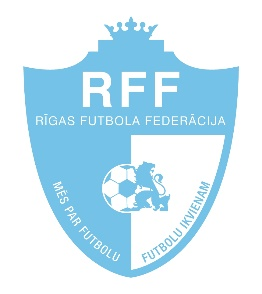 RFF
RĪGAS FUTBOLA FEDERĀCIJA
MĒS PAR FUTBOLU
FUTBOLU IKVIENAM